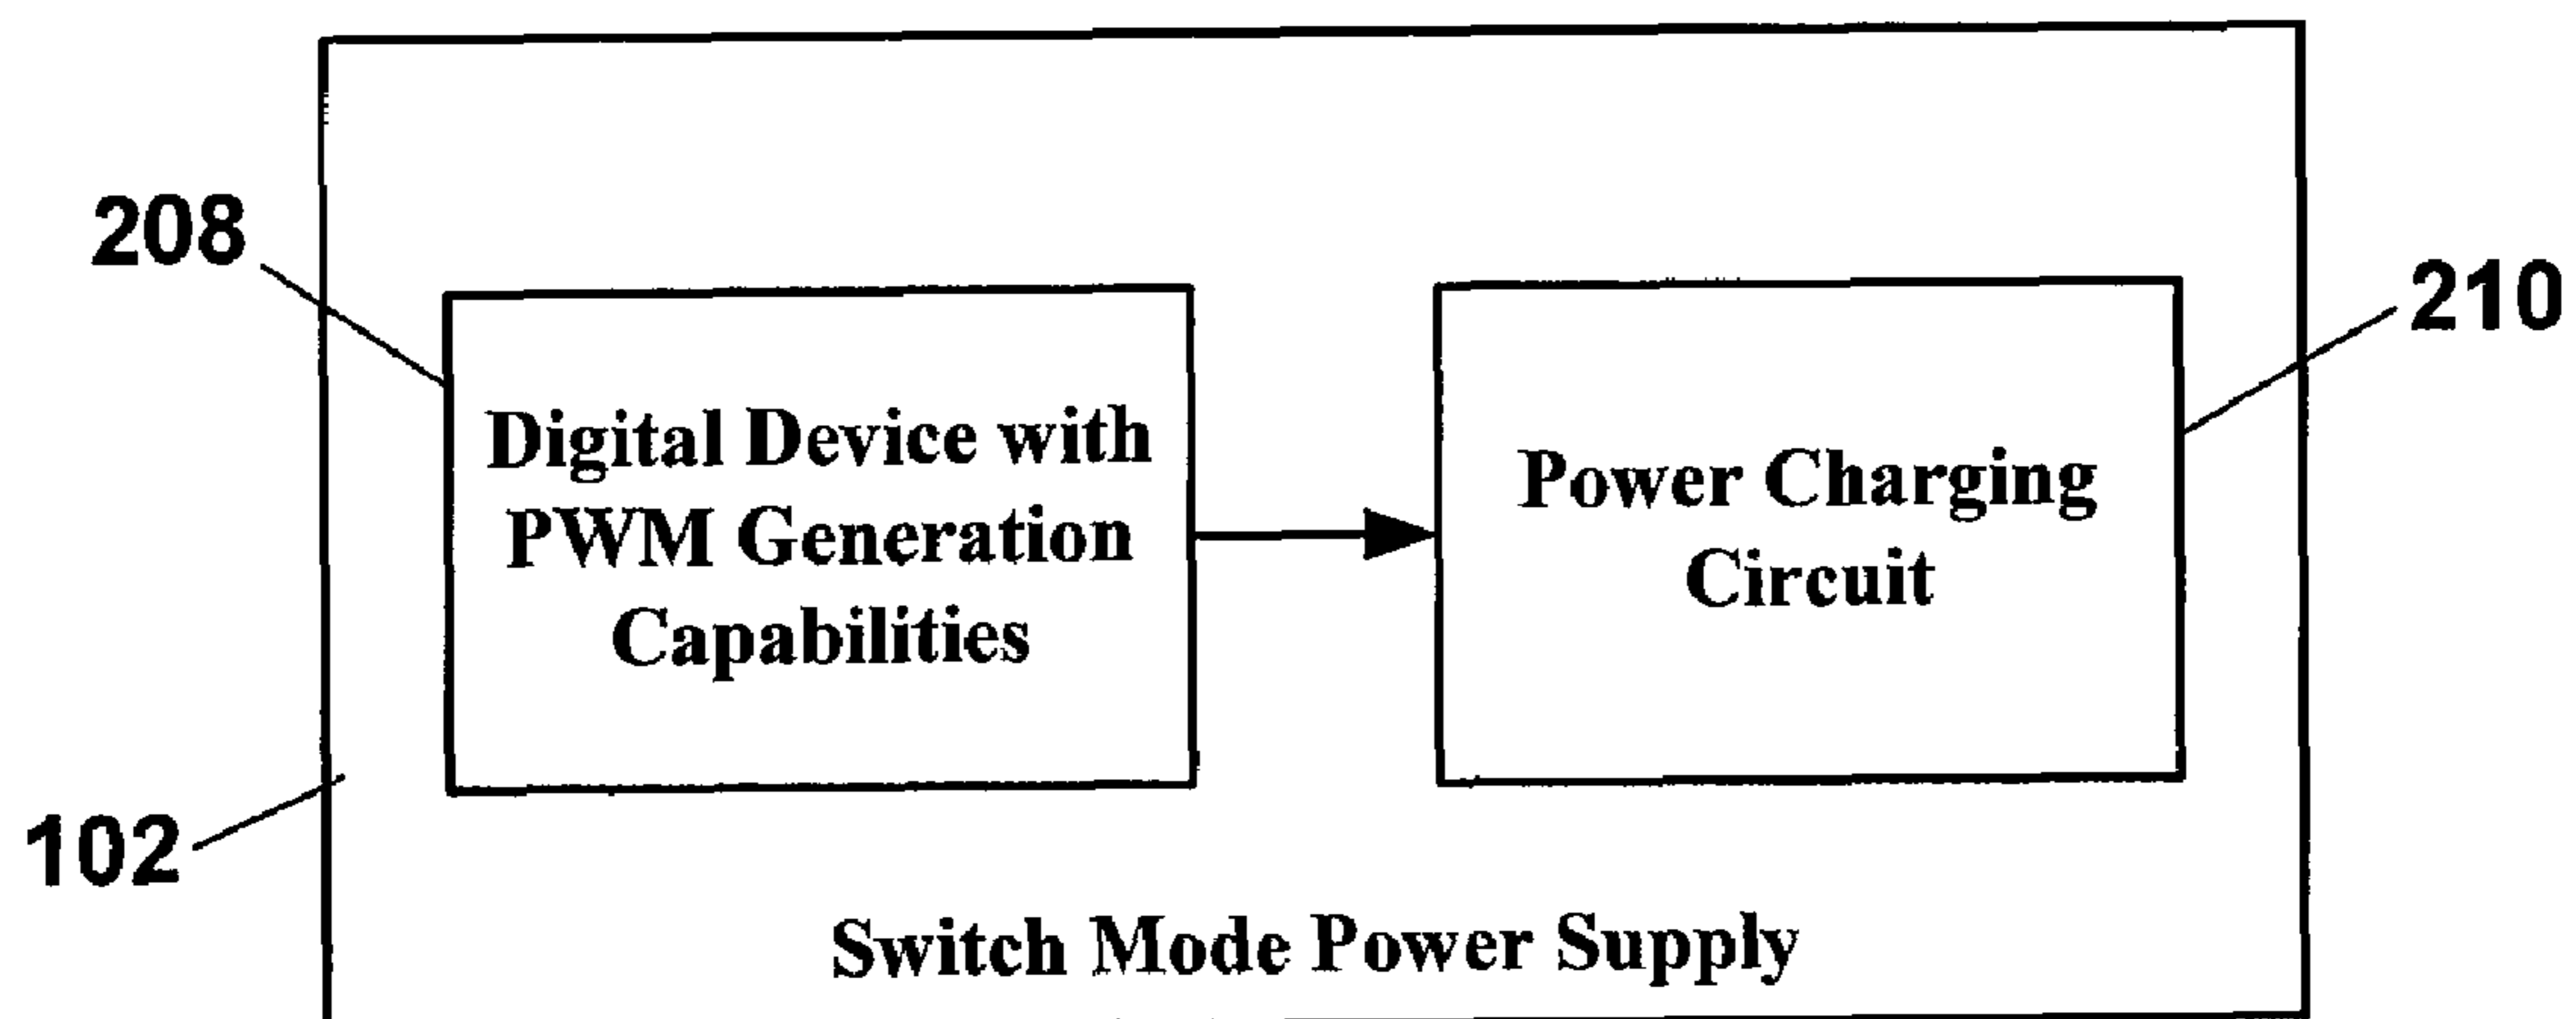 208
210
Digital Device with
PWM Generation
Capabilities
Power Charging
Circuit
102
Switch Mode Power Supply